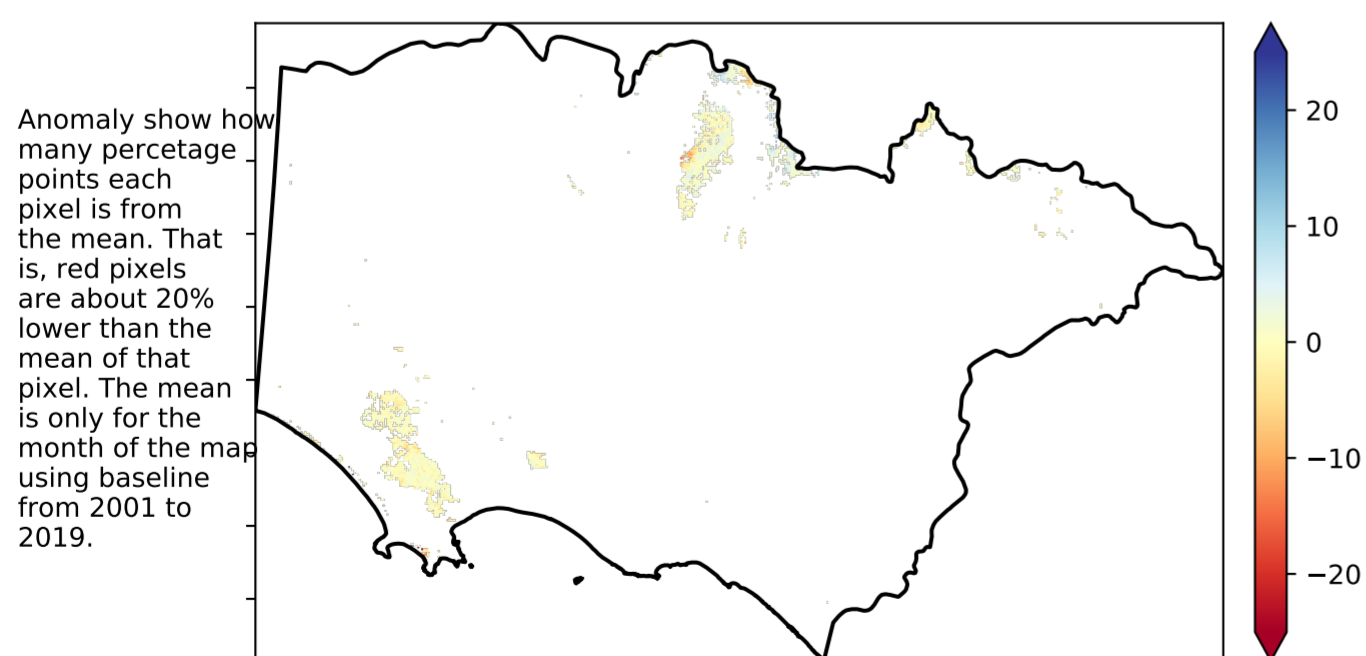 Anomaly show how
many percetage
points each
pixel is from
the mean. That
is, red pixels
are about 20%
lower than the
mean of that
pixel. The mean
is only for the
month of the map
using baseline
from 2001 to
2019.
20
10
0
−10
−20